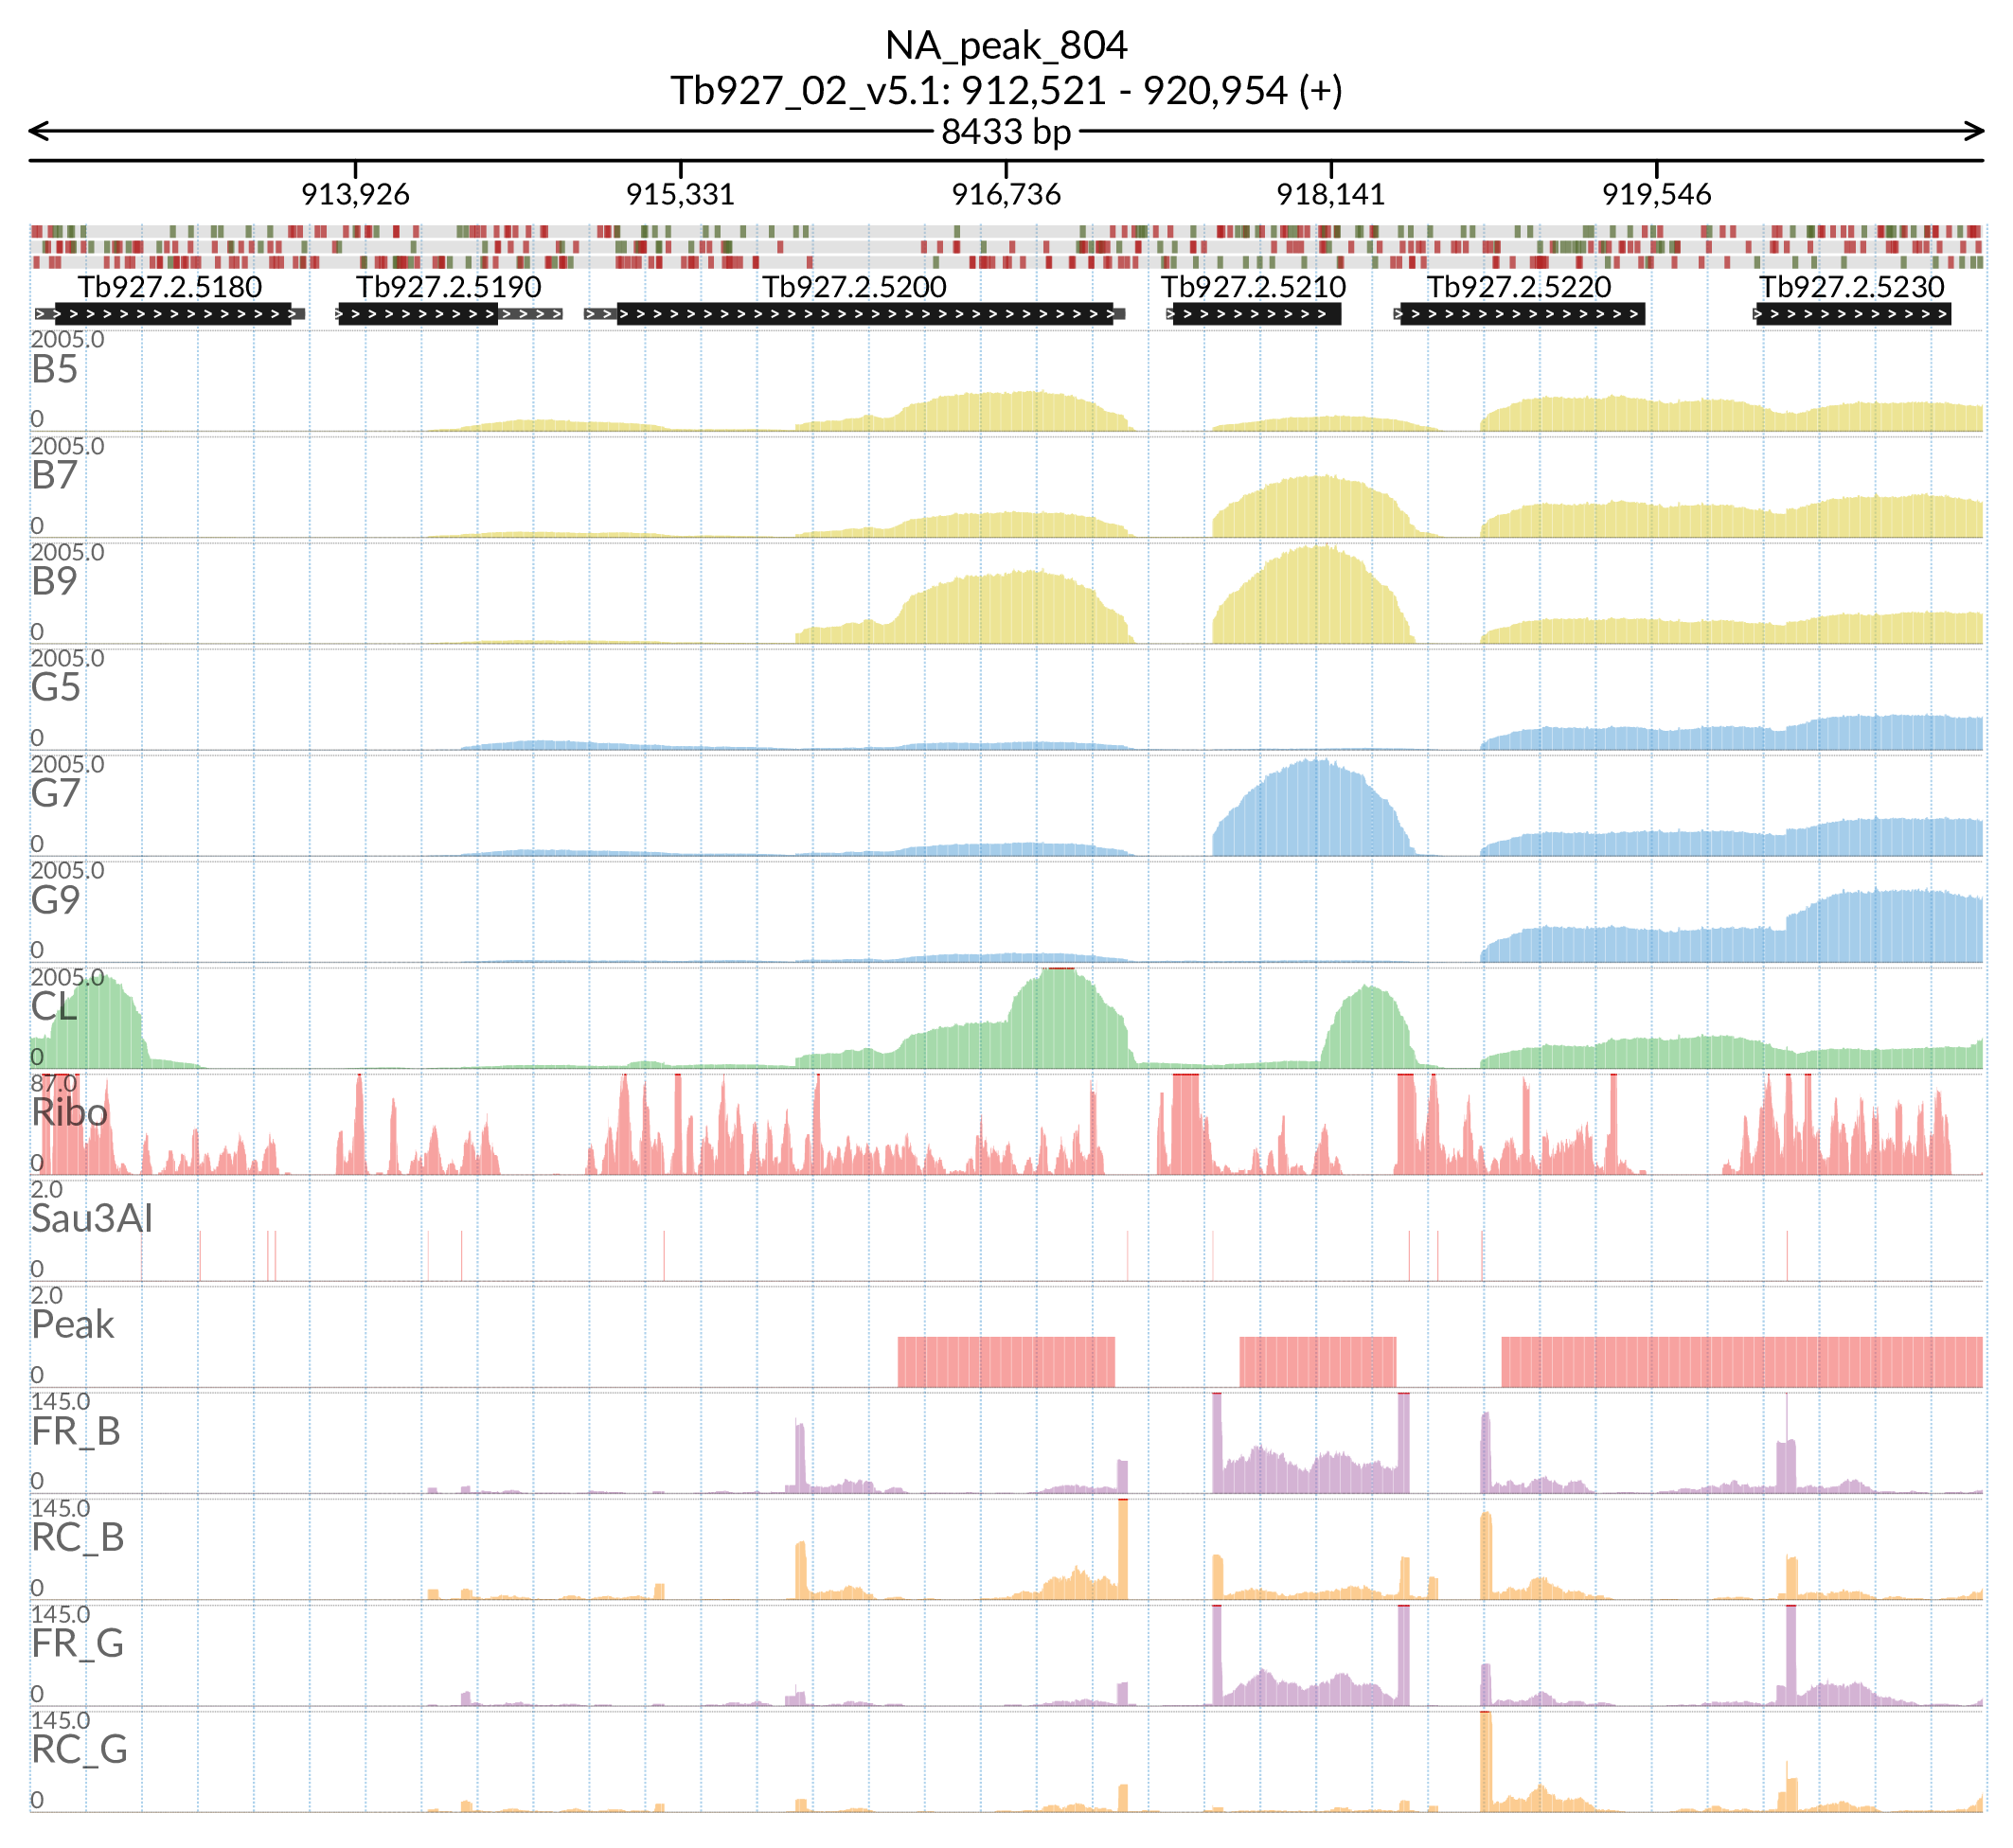 NA_peak_804
Tb927_02_v5.1: 912,521 - 920,954 (+)
8433 bp
913,926 915,331 916,736 918,141 919,546
Tb927.2.5180 Tb927.2.5190 Tb927.2.5200 Tb927.2.5210 Tb927.2.5220 Tb927.2.5230
2005.0
B5
0
2005.0
B7
0
2005.0
B9
0
2005.0
G5
0
2005.0
G7
0
2005.0
G9
0
2005.0
CL
0
87.0
Ribo
0
2.0
Sau3AI
0
2.0
Peak
0
145.0
FR_B
0
145.0
RC_B
0
145.0
FR_G
0
145.0
RC_G
0